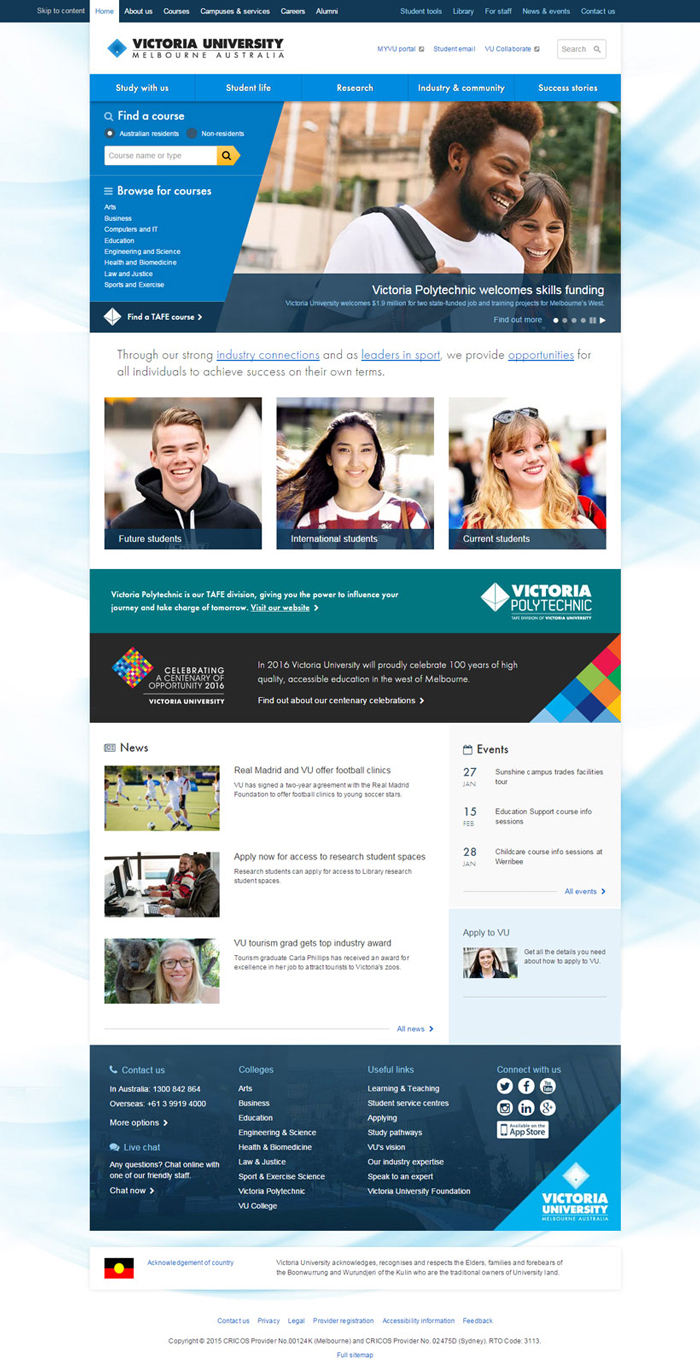 Skip to content
Home
About us
Courses
Campuses & services
Careers
Alumni
Student tools
Library
For staff
News & events
Contact us
VICTORIA UNIVERSITY
MELBOURNE AUSTRALIA
MYVU portal
Student email
VU Collaborate
Search
Study with us
Student life
Research
Industry & community
Success stories
Find a course
Australian residents
Non-residents
Course name or type
Browse for courses
Arts
Business
Computers and IT
Education
Engineering and Science
Health and Biomedicine
Law and Justice
Sports and Exercise
Find a TAFE course
Victoria Polytechnic welcomes skills funding
Victoria University welcomes $1.9 million for two state-funded job and training projects for Melbourne's West.
Find out more
Through our strong industry connections and as leaders in sport, we provide opportunities for
all individuals to achieve success on their own terms.
Future students
International students
Current students
Victoria Polytechnic is our TAFE division, giving you the power to influence your
journey and take charge of tomorrow. Visit our website
VICTORIA
POLYTECHNIC
TAFE DIVISION OF VICTORIA UNIVERSITY
CELEBRATING
A CENTENARY OF
OPPORTUNITY 2016
VICTORIA UNIVERSITY
In 2016 Victoria University will proudly celebrate 100 years of high
quality, accessible education in the west of Melbourne.
Find out about our centenary celebrations
News
Real Madrid and VU offer football clinics
VU has signed a two-year agreement with the Real Madrid
Foundation to offer football clinics to young soccer stars.
Apply now for access to research student spaces
Research students can apply for access to Library research
student spaces.
VU tourism grad gets top industry award
Tourism graduate Carla Phillips has received an award for
excellence in her job to attract tourists to Victoria's zoos.
All news
Events
27
JAN
Sunshine campus trades facilities
tour
15
FEB
Education Support course info
sessions
28
JAN
Childcare course info sessions at
Werribee
All events
Apply to VU
Get all the details you need
about how to apply to VU.
Contact us
In Australia: 1300 842 864
Overseas: +61 3 9919 4000
More options
Live chat
Any questions? Chat online with
one of our friendly staff.
Chat now
Colleges
Arts
Business
Education
Engineering & Science
Health & Biomedicine
Law & Justice
Sport & Exercise Science
Victoria Polytechnic
VU College
Useful links
Learning & Teaching
Student service centres
Applying
Study pathways
VU's vision
Our industry expertise
Speak to an expert
Victoria University Foundation
Connect with us
Available on the
App Store
VICTORIA
UNIVERSITY
MELBOURNE AUSTRALIA
Acknowledgement of country
Victoria University acknowledges, recognises and respects the Elders, families and forebears of
the Boonwurrung and Wurundjeri of the Kulin who are the traditional owners of University land.
Contact us
Privacy
Legal
Provider registration
Accessibility information
Feedback
Copyright © 2015 CRICOS Provider No.00124K (Melbourne) and CRICOS Provider No. 02475D (Sydney). RTO Code: 3113.
Full sitemap